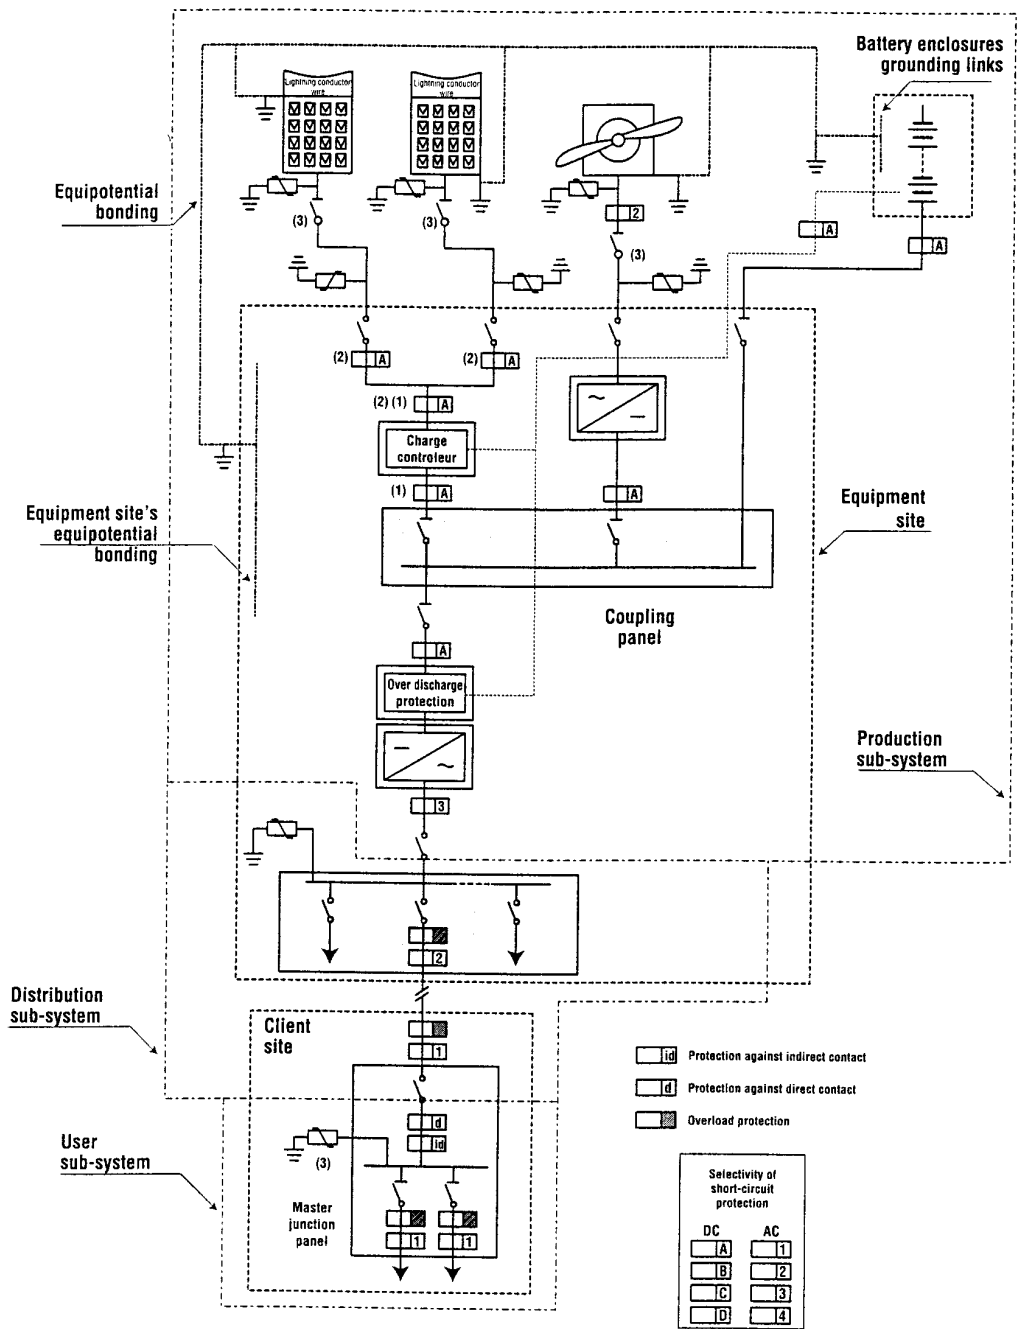 Battery enclosures
grounding links
Lightning conductor
wire
Lightning conductor
wire
Equipotential
bonding
(3)
(3)
2
(3)
A
A
(2)
A
(2)
A
(2) (1)
A
Charge
controleur
(1)
A
A
Equipment site's
equipotential
bonding
Equipment
site
Coupling
panel
A
Over discharge
protection
Production
sub-system
3
2
Distribution
sub-system
Client
site
1
id Protection against indirect contact
d Protection against direct contact
Overload protection
d
id
(3)
User
sub-system
Master
junction
panel
1
1
Selectivity of
short-circuit
protection
DC AC
A 1
B 2
C 3
D 4